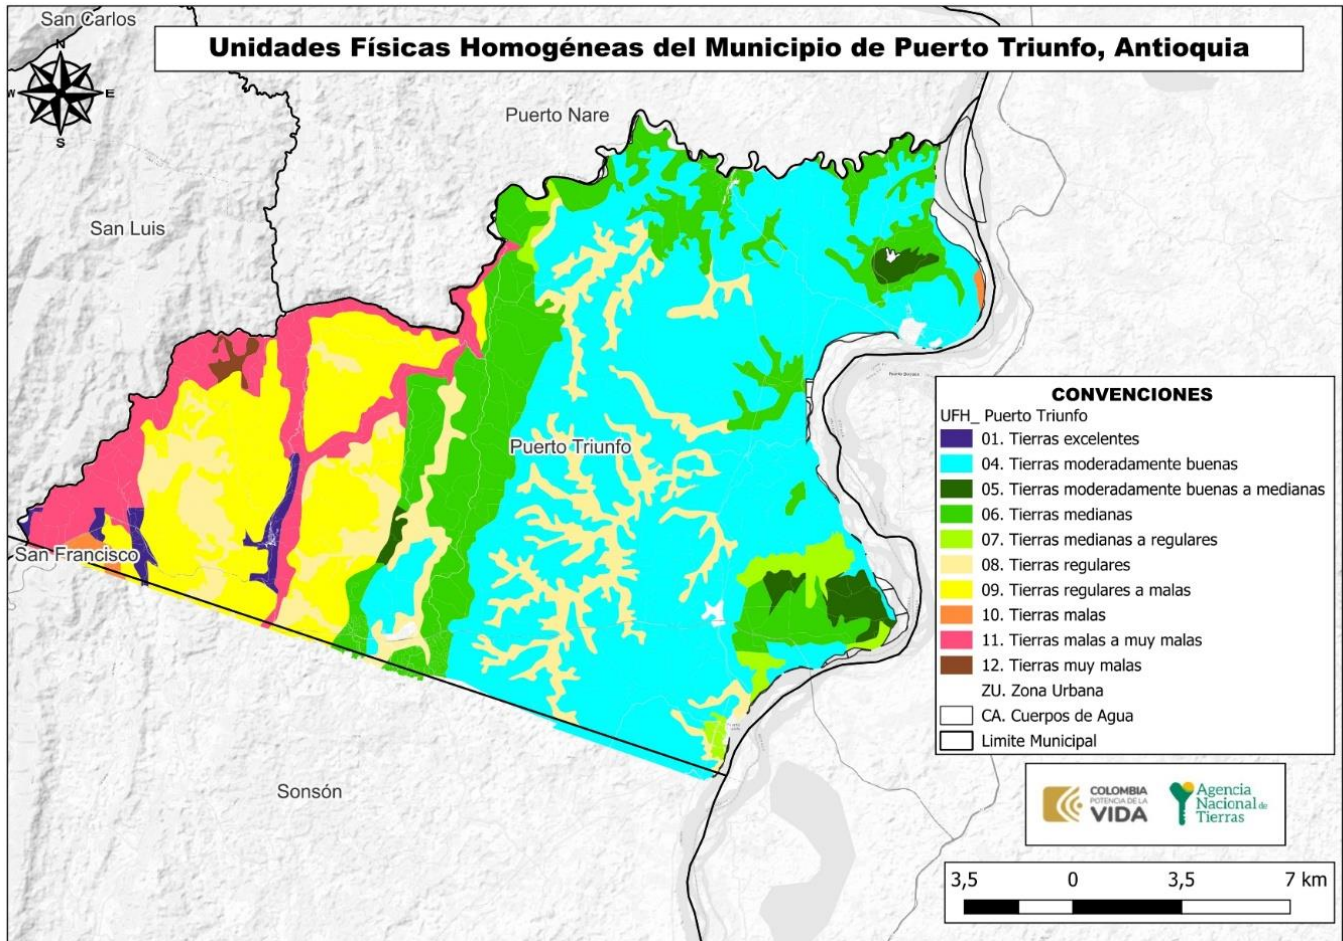 San Carlos
Unidades Físicas Homogéneas del Municipio de Puerto Triunfo, Antioquia
N
W
E
S
Puerto Nare
San Luis
Puerto Triunfo
San Francisco
Sonsón
CONVENCIONES
UFH_ Puerto Triunfo
01. Tierras excelentes
04. Tierras moderadamente buenas
05. Tierras moderadamente buenas a medianas
06. Tierras medianas
07. Tierras medianas a regulares
08. Tierras regulares
09. Tierras regulares a malas
10. Tierras malas
11. Tierras malas a muy malas
12. Tierras muy malas
ZU. Zona Urbana
CA. Cuerpos de Agua
Limite Municipal
COLOMBIA
POTENCIA DE LA
VIDA
Agencia
Nacional de
Tierras
3,5 0 3,5 7 km